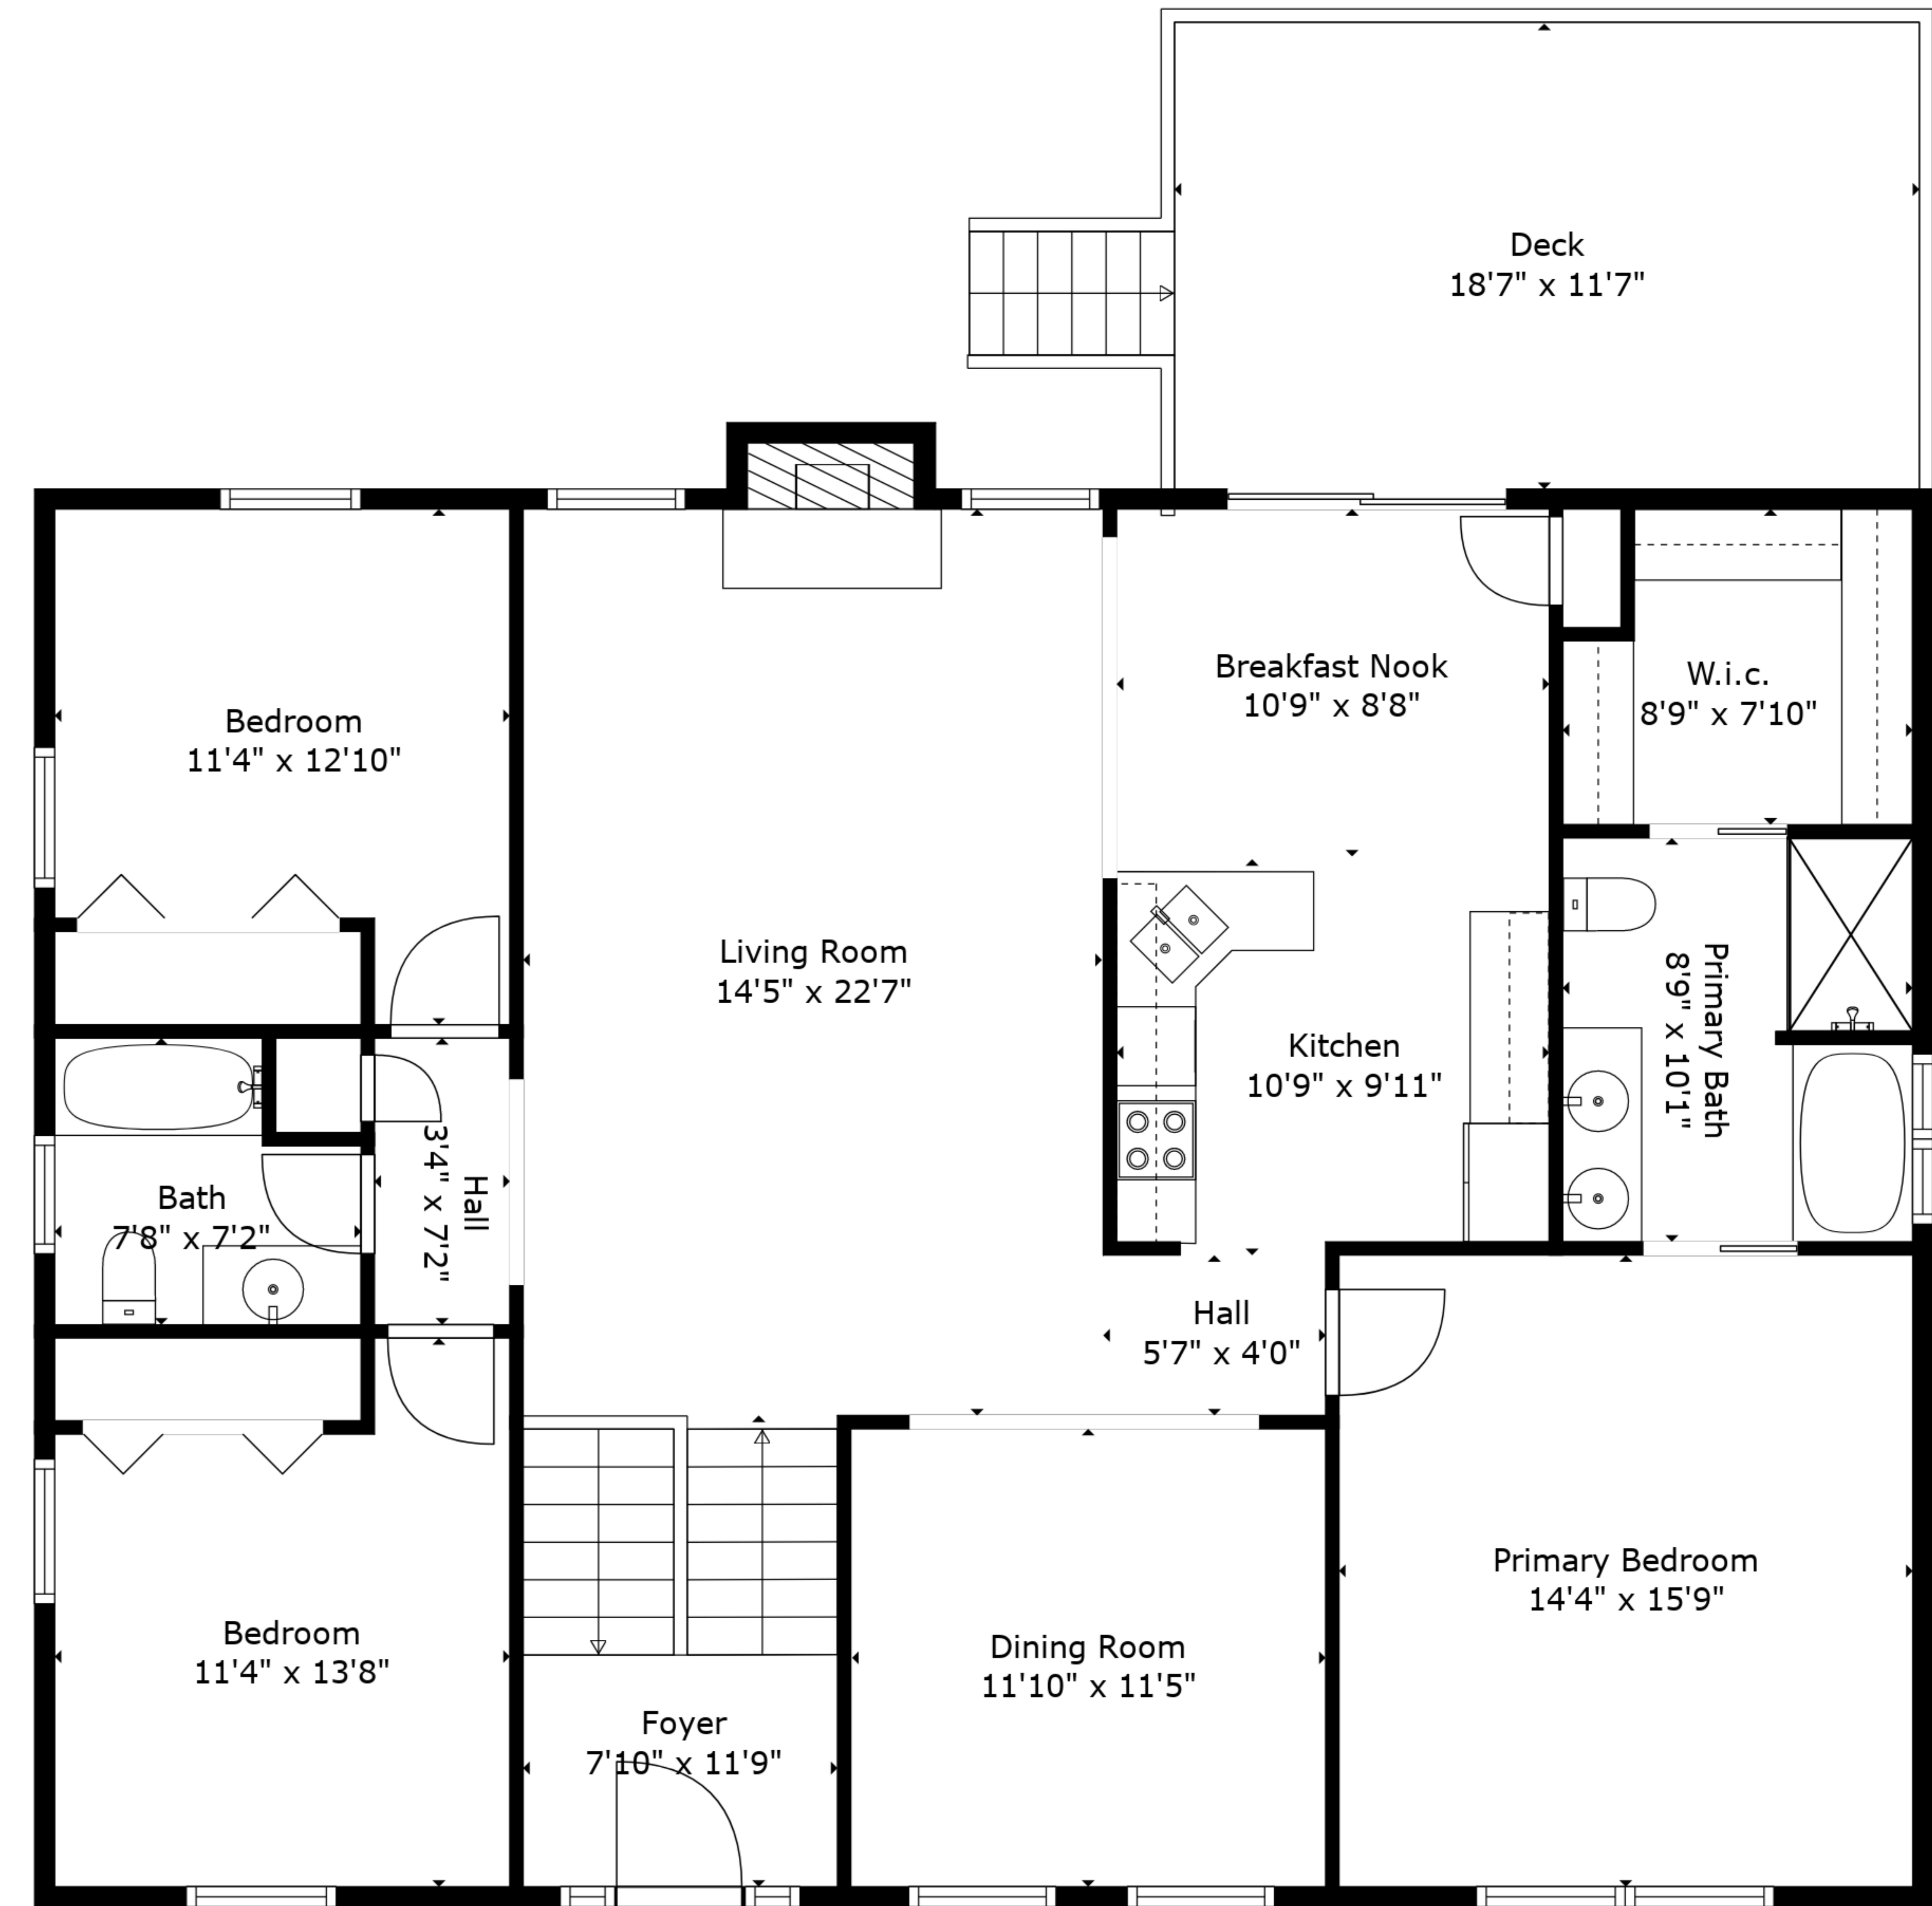 Deck
18'7" x 11'7"
Breakfast Nook
10'9" x 8'8"
W.i.c.
8'9" x 7'10"
Bedroom
11'4" x 12'10"
Living Room
14'5" x 22'7"
Kitchen
10'9" x 9'11"
Primary Bath
8'9" x 10'1"
Bath
7'8" x 7'2"
Hall
3'4" x 7'2"
Hall
5'7" x 4'0"
Primary Bedroom
14'4" x 15'9"
Bedroom
11'4" x 13'8"
Dining Room
11'10" x 11'5"
Foyer
7'10" x 11'9"